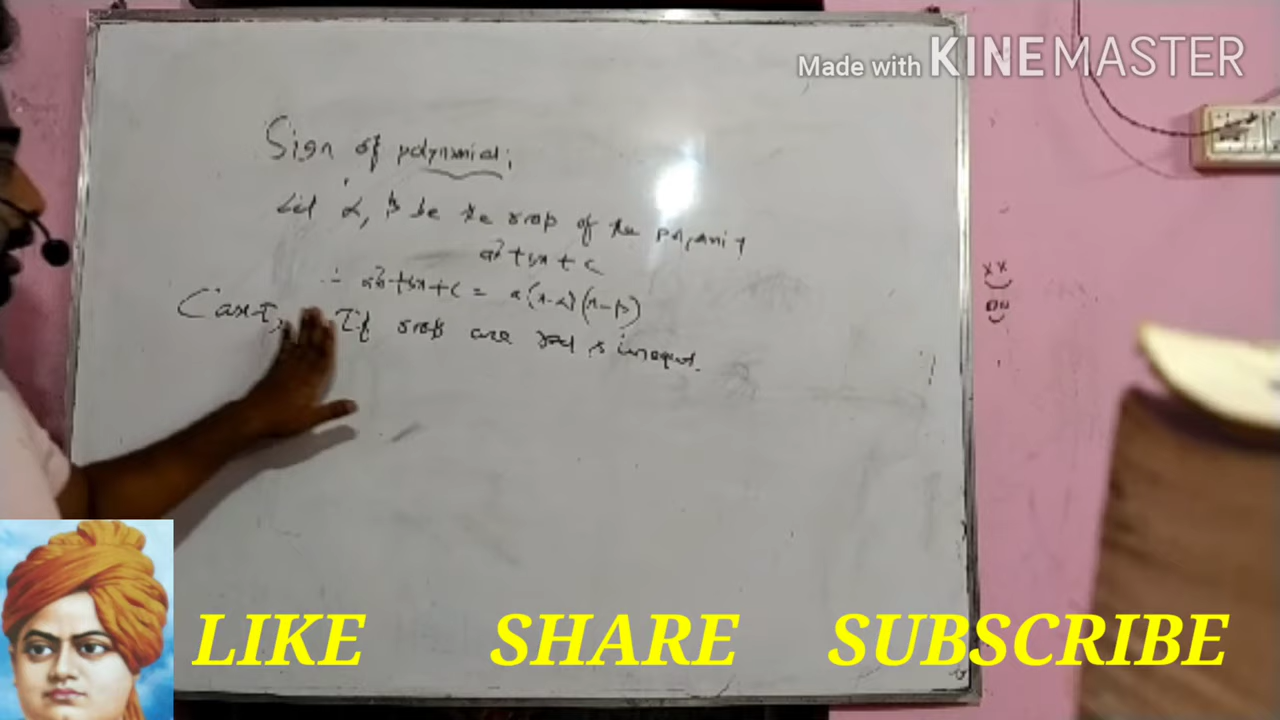 Made with KINEMASTER
Sign of polynomial;
Let α, β be the roots of the
ax²+bx+c
∴ ax²+bx+c = a(x-α)(x-β)
Case-I, If roots are real & unequal.
LIKE SHARE SUBSCRIBE